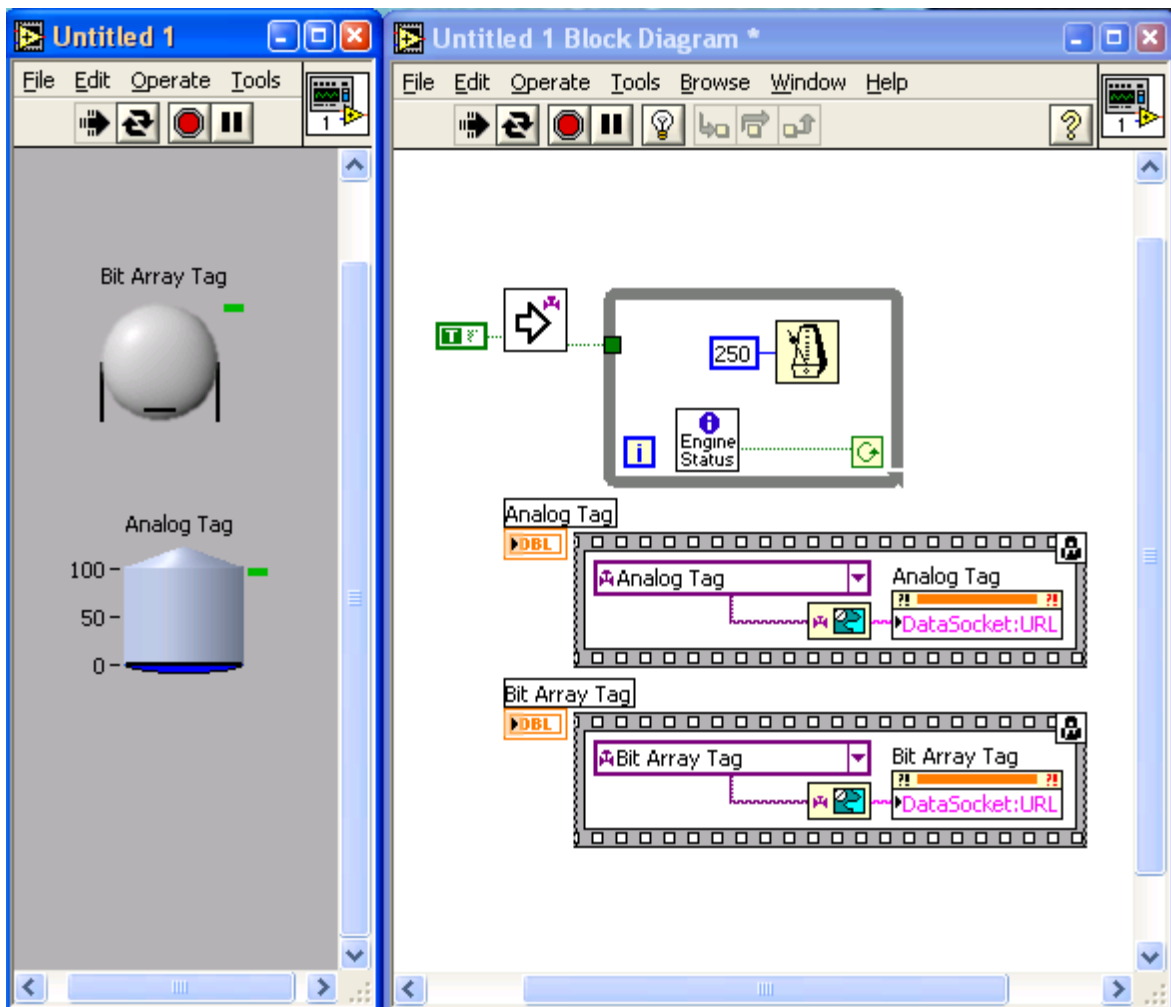 Untitled 1
File Edit Operate Tools
1
Bit Array Tag
Analog Tag
100
50
0
Untitled 1 Block Diagram *
File Edit Operate Tools Browse Window Help
?
1
T
250
i
Engine
Status
i
Analog Tag
DBL
Analog Tag
Analog Tag
?! ?!
DataSocket:URL
Bit Array Tag
DBL
Bit Array Tag
Bit Array Tag
?! ?!
DataSocket:URL